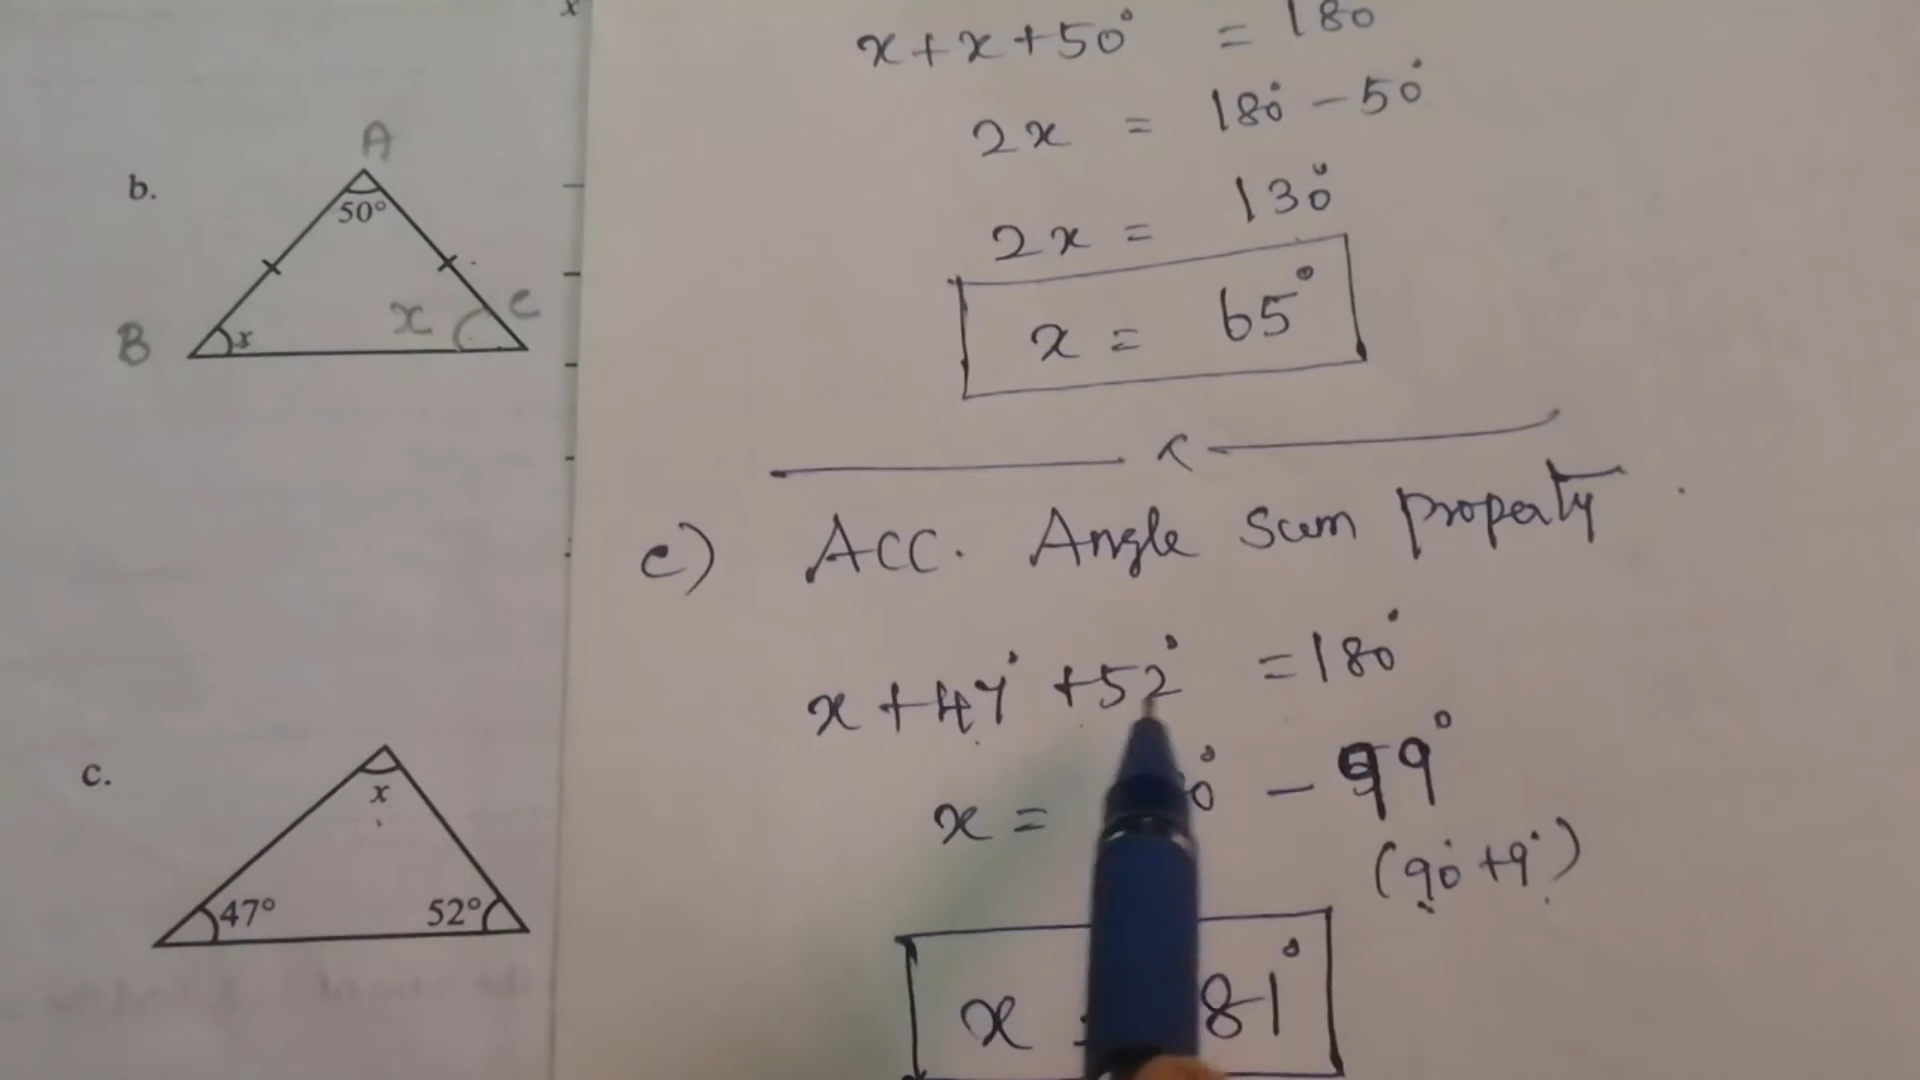 x
b.
A
50°
B
x
x
C
c.
x
47°
52°
x + x + 50° = 180
2x = 180° - 50°
2x = 130°
x = 65°
c) Acc. Angle Sum property.
x + 47° + 52° = 180°
x = 0° - 99°
(90° + 9°)
x = 81°